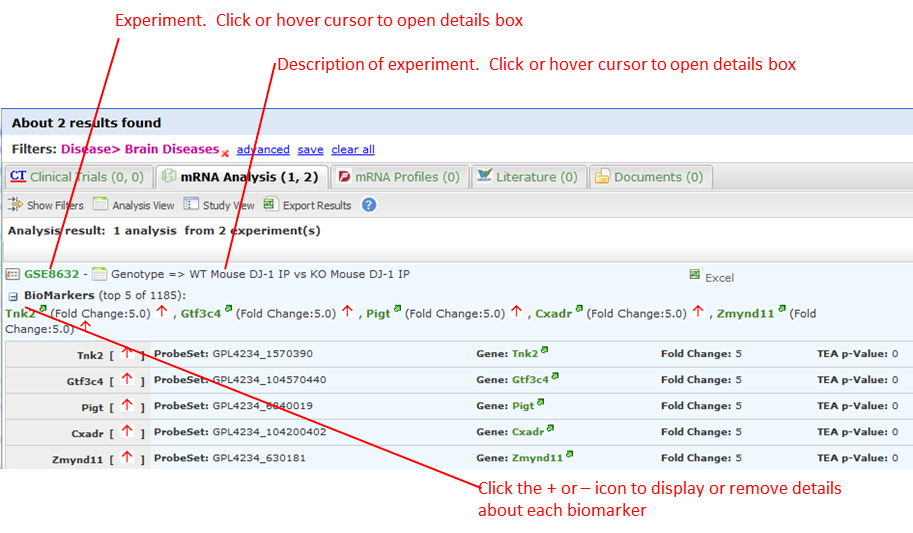 Experiment. Click or hover cursor to open details box
Description of experiment. Click or hover cursor to open details box
About 2 results found
Filters: Disease> Brain Diseases advanced save clear all
CT Clinical Trials (0, 0) mRNA Analysis (1, 2) mRNA Profiles (0) Literature (0) Documents (0)
Show Filters Analysis View Study View Export Results ?
Analysis result: 1 analysis from 2 experiment(s)
GSE8632 - Genotype => WT Mouse DJ-1 IP vs KO Mouse DJ-1 IP Excel
BioMarkers (top 5 of 1185):
Tnk2 (Fold Change:5.0) , Gtf3c4 (Fold Change:5.0) , Pigt (Fold Change:5.0) , Cxadr (Fold Change:5.0) , Zmynd11 (Fold
Change:5.0)
Tnk2 [ ] ProbeSet: GPL4234_1570390 Gene: Tnk2 Fold Change: 5 TEA p-Value: 0
Gtf3c4 [ ] ProbeSet: GPL4234_104570440 Gene: Gtf3c4 Fold Change: 5 TEA p-Value: 0
Pigt [ ] ProbeSet: GPL4234_6840019 Gene: Pigt Fold Change: 5 TEA p-Value: 0
Cxadr [ ] ProbeSet: GPL4234_104200402 Gene: Cxadr Fold Change: 5 TEA p-Value: 0
Zmynd11 [ ] ProbeSet: GPL4234_630181 Gene: Zmynd11 Fold Change: 5 TEA p-Value: 0
Click the + or – icon to display or remove details
about each biomarker